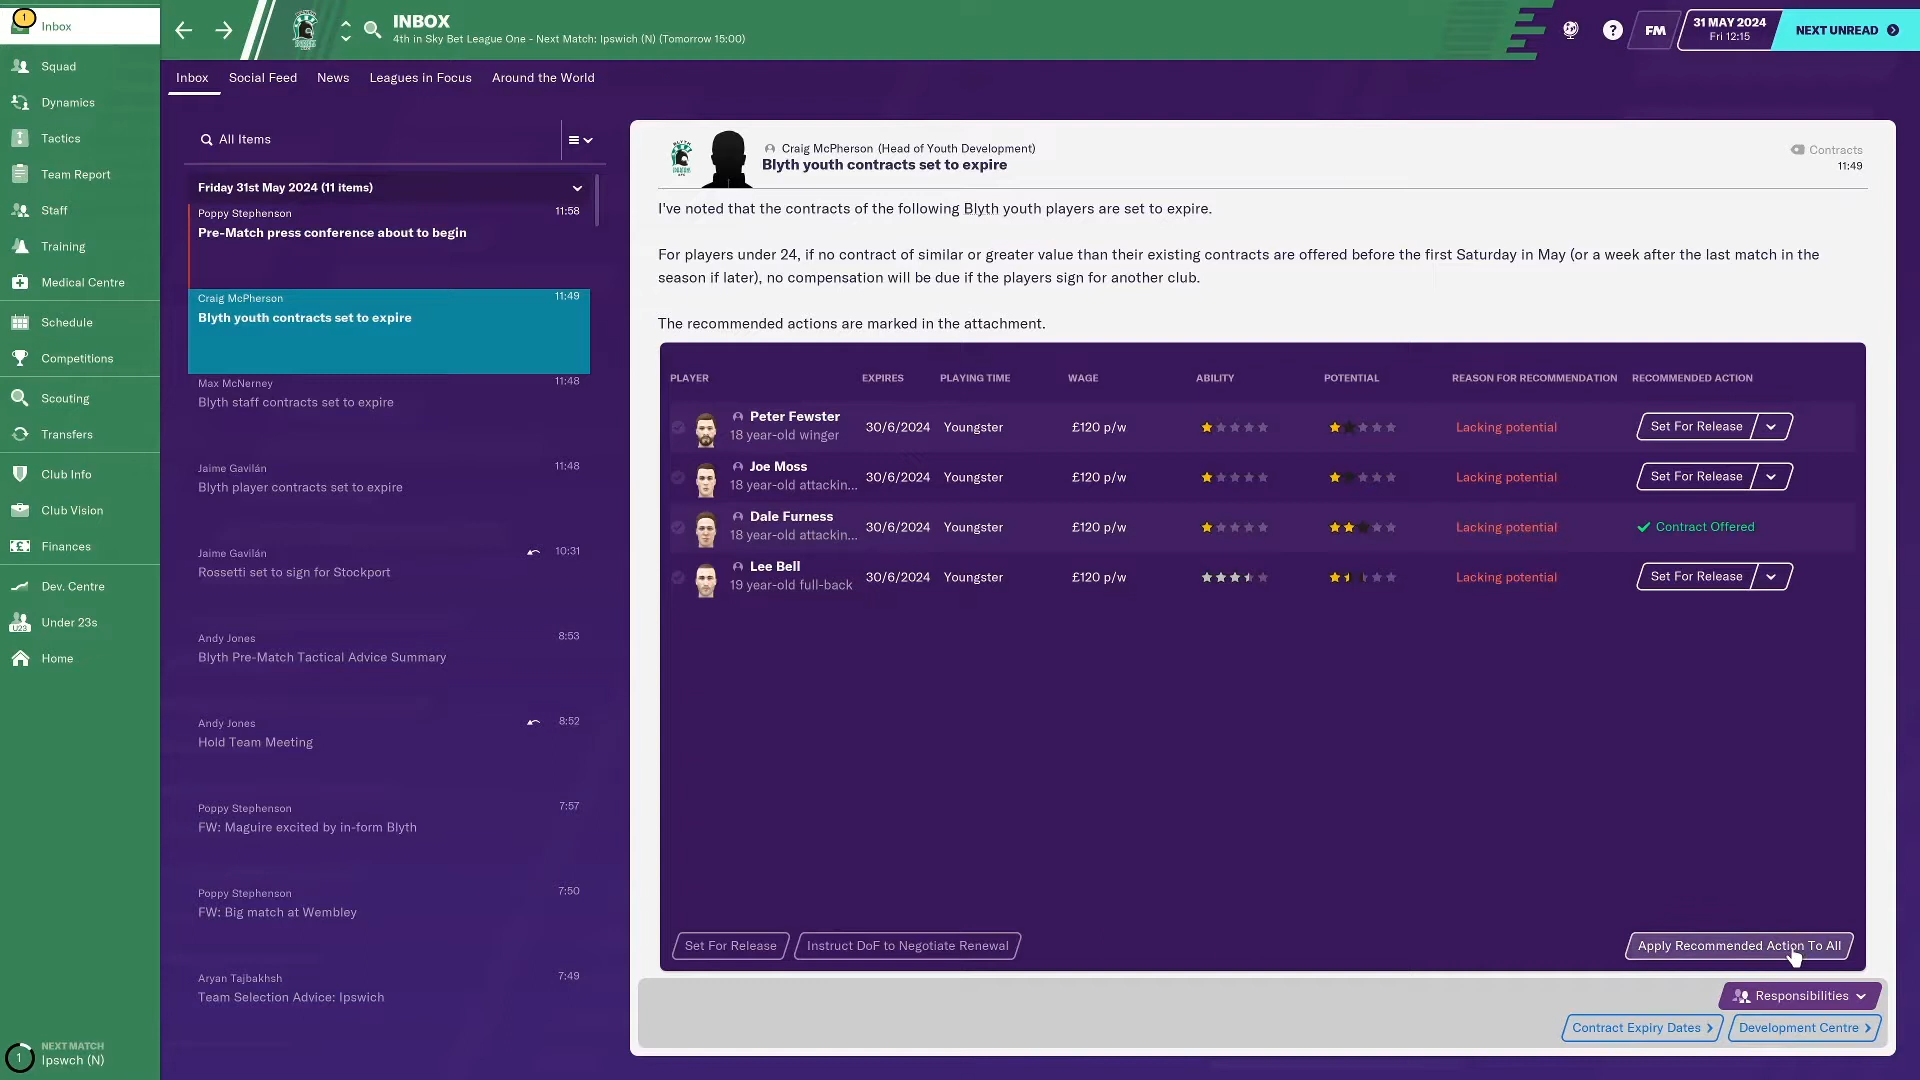 1
Inbox
Squad
Dynamics
Tactics
Team Report
Staff
Training
Medical Centre
Schedule
Competitions
Scouting
Transfers
Club Info
Club Vision
Finances
Dev. Centre
U23
Under 23s
Home
1
NEXT MATCH
Ipswch (N)
INBOX
4th in Sky Bet League One - Next Match: Ipswich (N) (Tomorrow 15:00)
?
FM
31 MAY 2024
Fri 12:15
NEXT UNREAD
Inbox Social Feed News Leagues in Focus Around the World
All Items
Friday 31st May 2024 (11 items)
Poppy Stephenson 11:58
Pre-Match press conference about to begin
Craig McPherson 11:49
Blyth youth contracts set to expire
Max McNerney 11:48
Blyth staff contracts set to expire
Jaime Gavilán 11:48
Blyth player contracts set to expire
Jaime Gavilán 10:31
Rossetti set to sign for Stockport
Andy Jones 8:53
Blyth Pre-Match Tactical Advice Summary
Andy Jones 8:52
Hold Team Meeting
Poppy Stephenson 7:57
FW: Maguire excited by in-form Blyth
Poppy Stephenson 7:50
FW: Big match at Wembley
Aryan Tajbakhsh 7:49
Team Selection Advice: Ipswich
Craig McPherson (Head of Youth Development)
Blyth youth contracts set to expire
Contracts
11:49
I've noted that the contracts of the following Blyth youth players are set to expire.
For players under 24, if no contract of similar or greater value than their existing contracts are offered before the first Saturday in May (or a week after the last match in the
season if later), no compensation will be due if the players sign for another club.
The recommended actions are marked in the attachment.
PLAYER EXPIRES PLAYING TIME WAGE ABILITY POTENTIAL REASON FOR RECOMMENDATION RECOMMENDED ACTION
Peter Fewster
18 year-old winger 30/6/2024 Youngster £120 p/w Lacking potential Set For Release
Joe Moss
18 year-old attackin... 30/6/2024 Youngster £120 p/w Lacking potential Set For Release
Dale Furness
18 year-old attackin... 30/6/2024 Youngster £120 p/w Lacking potential Contract Offered
Lee Bell
19 year-old full-back 30/6/2024 Youngster £120 p/w Lacking potential Set For Release
Set For Release Instruct DoF to Negotiate Renewal Apply Recommended Action To All
Responsibilities
Contract Expiry Dates Development Centre